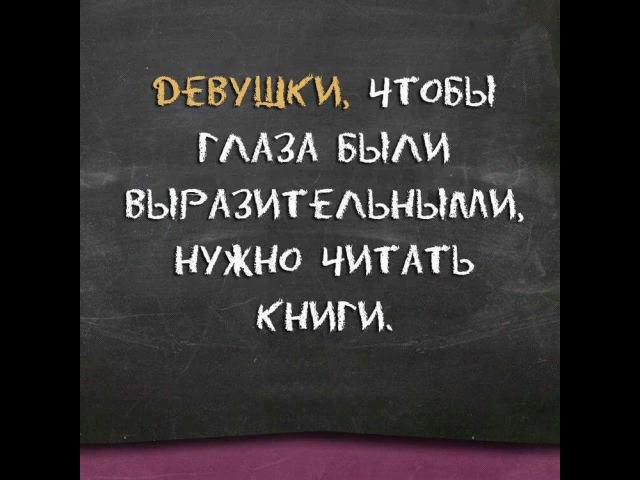 ДЕВУШКИ, ЧТОБЫ
ГЛАЗА БЫЛИ
ВЫРАЗИТЕЛЬНЫМИ,
НУЖНО ЧИТАТЬ
КНИГИ.